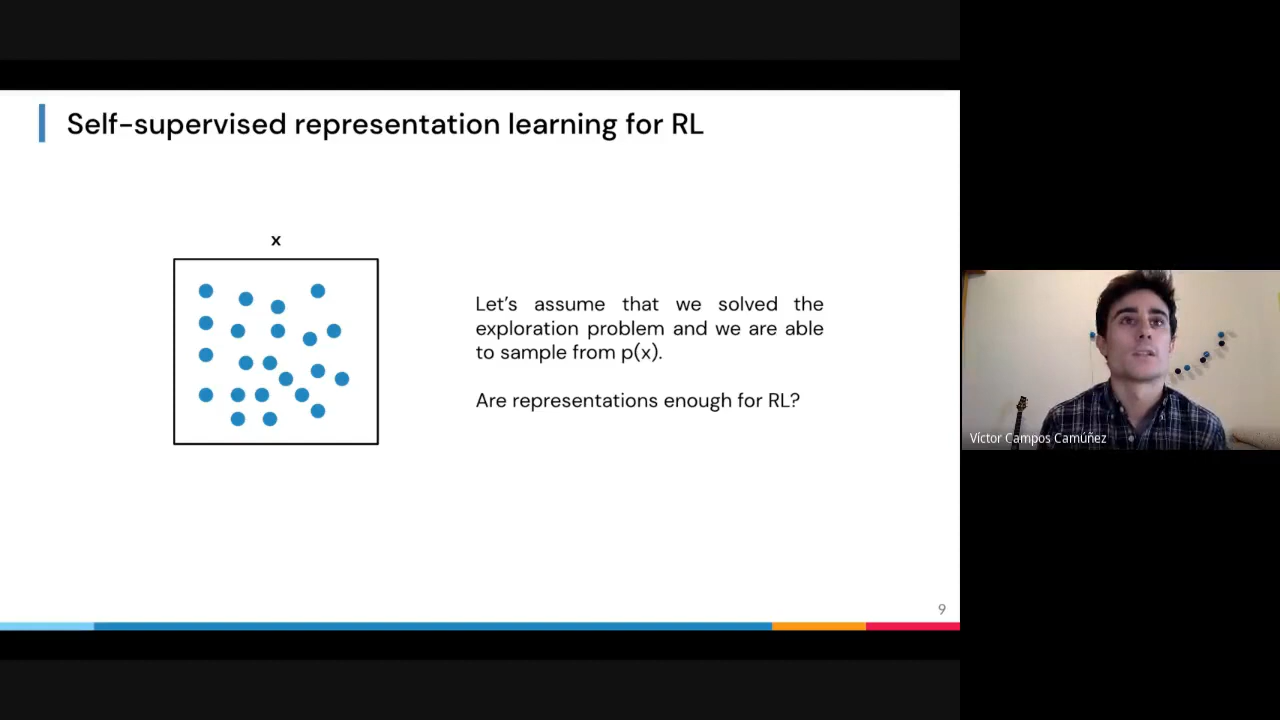 Self-supervised representation learning for RL
x
Let's assume that we solved the
exploration problem and we are able
to sample from p(x).
Are representations enough for RL?
Víctor Campos Camúñez
9